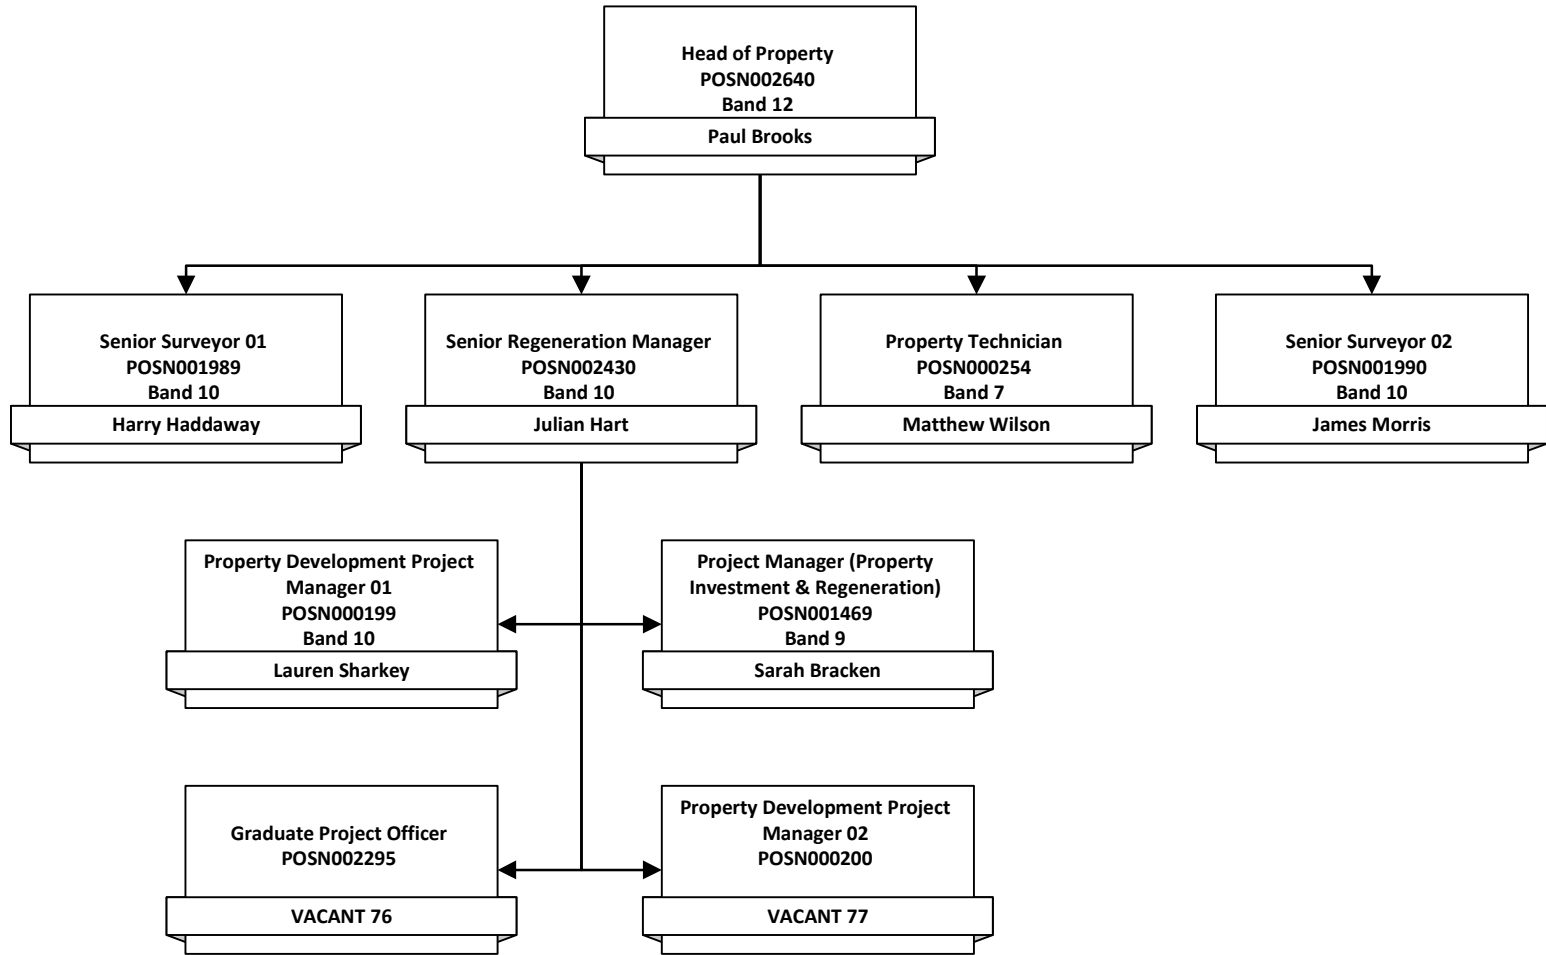 Head of Property
POSN002640
Band 12
Paul Brooks
Senior Surveyor 01
POSN001989
Band 10
Harry Haddaway
Senior Regeneration Manager
POSN002430
Band 10
Julian Hart
Property Technician
POSN000254
Band 7
Matthew Wilson
Senior Surveyor 02
POSN001990
Band 10
James Morris
Property Development Project
Manager 01
POSN000199
Band 10
Lauren Sharkey
Project Manager (Property
Investment & Regeneration)
POSN001469
Band 9
Sarah Bracken
Graduate Project Officer
POSN002295
VACANT 76
Property Development Project
Manager 02
POSN000200
VACANT 77